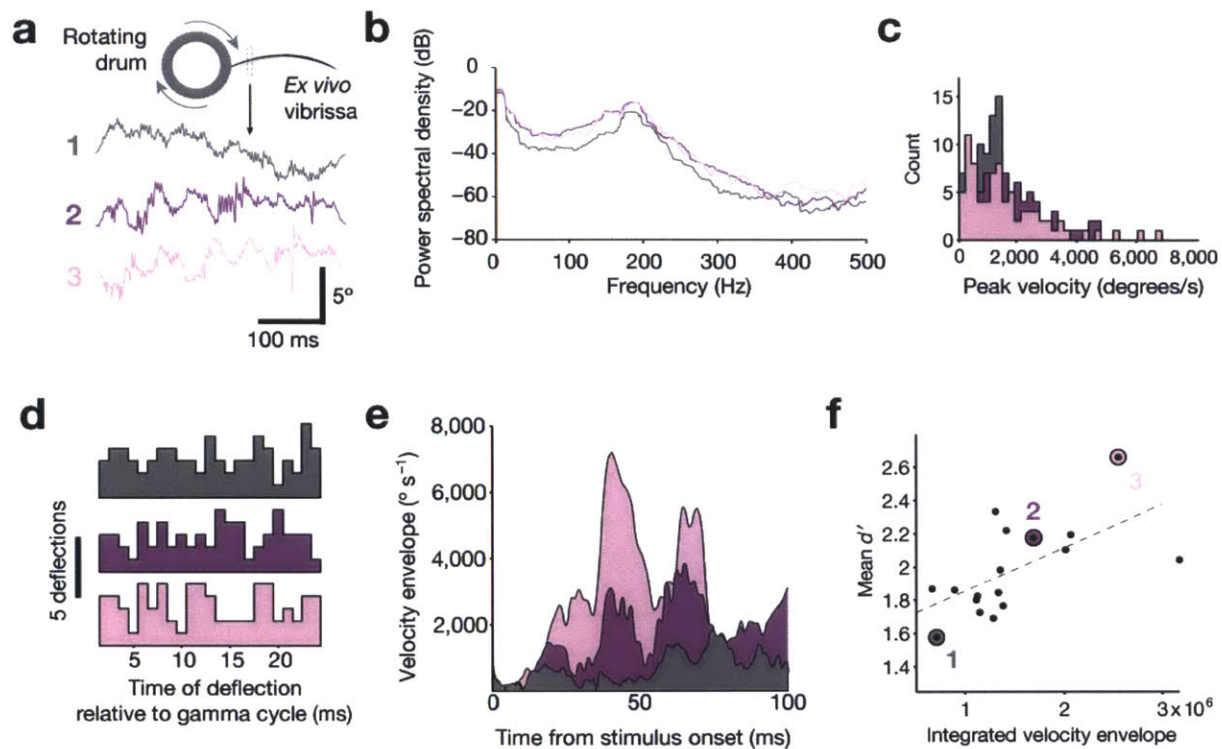 a
Rotating
drum
Ex vivo
vibrissa
1
2
3
5º
100 ms
b
Power spectral density (dB)
0
−20
−40
−60
−80
0 100 200 300 400 500
Frequency (Hz)
c
Count
15
10
5
0
0 2,000 4,000 6,000 8,000
Peak velocity (degrees/s)
d
5 deflections
5 10 15 20
Time of deflection
relative to gamma cycle (ms)
e
Velocity envelope (° s⁻¹)
8,000
6,000
4,000
2,000
0 50 100
Time from stimulus onset (ms)
f
Mean d′
2.6
2.4
2.2
2
1.8
1.6
1.4
3
2
1
1 2 3 x 10⁶
Integrated velocity envelope